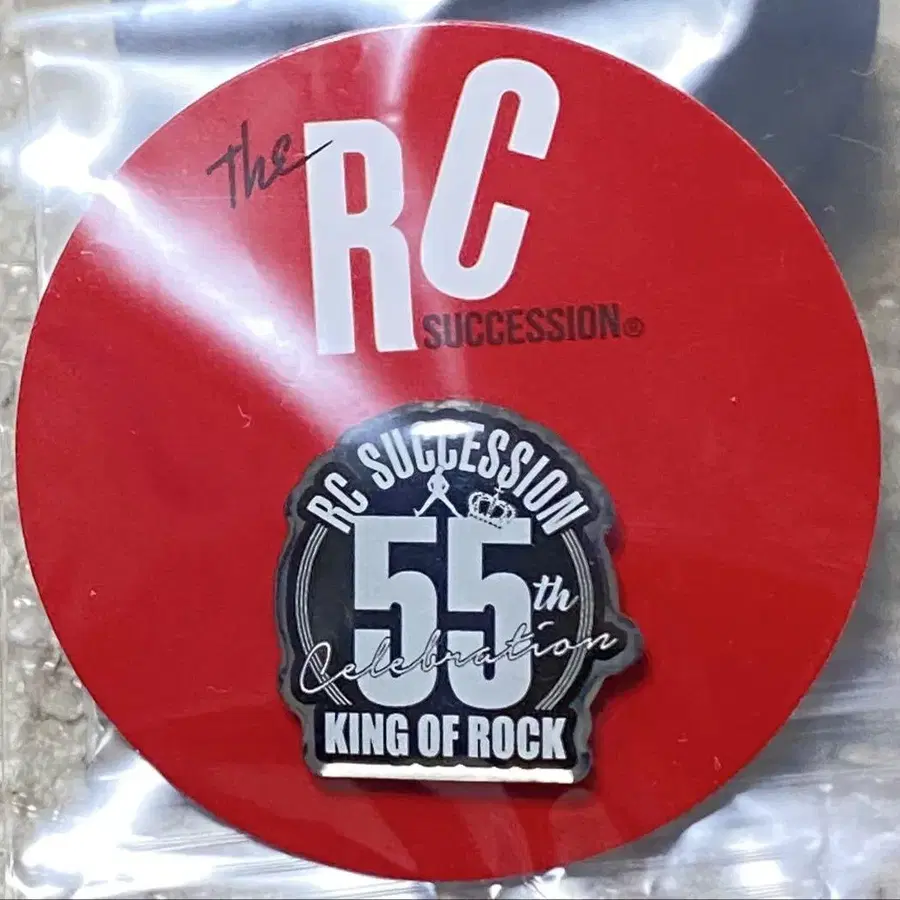 The
RC
SUCCESSION®
RC SUCCESSION
55th
Celebration
KING OF ROCK